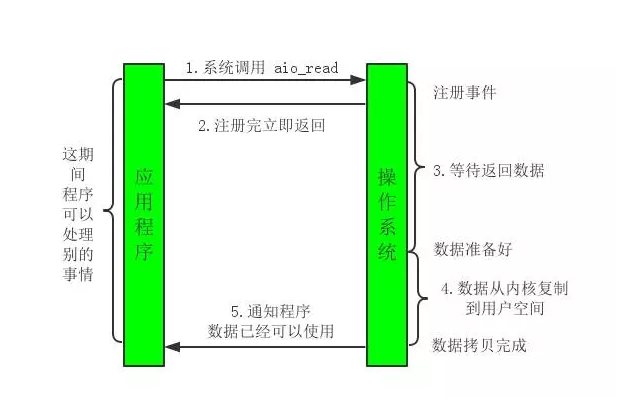 1.系统调用 aio_read
注册事件
2.注册完立即返回
这期
间
程序
可以
处理
别的
事情
应用程序
操作系统
3.等待返回数据
数据准备好
4.数据从内核复制
到用户空间
5.通知程序
数据已经可以使用
数据拷贝完成